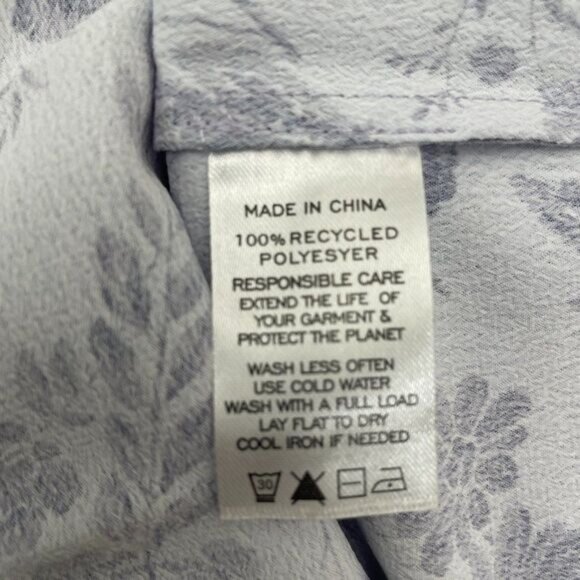 MADE IN CHINA
100% RECYCLED
POLYESYER
RESPONSIBLE CARE
EXTEND THE LIFE OF
YOUR GARMENT &
PROTECT THE PLANET
WASH LESS OFTEN
USE COLD WATER
WASH WITH A FULL LOAD
LAY FLAT TO DRY
COOL IRON IF NEEDED
30